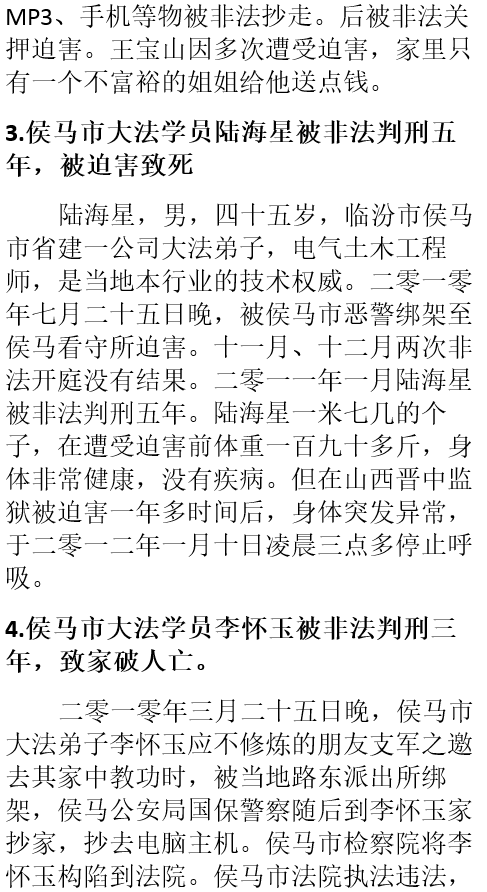 MP3、手机等物被非法抄走。后被非法关
押迫害。王宝山因多次遭受迫害，家里只
有一个不富裕的姐姐给他送点钱。
3.侯马市大法学员陆海星被非法判刑五
年，被迫害致死
陆海星，男，四十五岁，临汾市侯马
市省建一公司大法弟子，电气土木工程
师，是当地本行业的技术权威。二零一零
年七月二十五日晚，被侯马市恶警绑架至
侯马看守所迫害。十一月、十二月两次非
法开庭没有结果。二零一一年一月陆海星
被非法判刑五年。陆海星一米七几的个
子，在遭受迫害前体重一百九十多斤，身
体非常健康，没有疾病。但在山西晋中监
狱被迫害一年多时间后，身体突发异常，
于二零一二年一月十日凌晨三点多停止呼
吸。
4.侯马市大法学员李怀玉被非法判刑三
年，致家破人亡。
二零一零年三月二十五日晚，侯马市
大法弟子李怀玉应不修炼的朋友支军之邀
去其家中教功时，被当地路东派出所绑
架，侯马公安局国保警察随后到李怀玉家
抄家，抄去电脑主机。侯马市检察院将李
怀玉构陷到法院。侯马市法院执法违法，